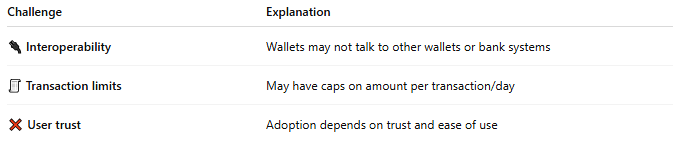 Challenge Explanation
Interoperability Wallets may not talk to other wallets or bank systems
Transaction limits May have caps on amount per transaction/day
User trust Adoption depends on trust and ease of use